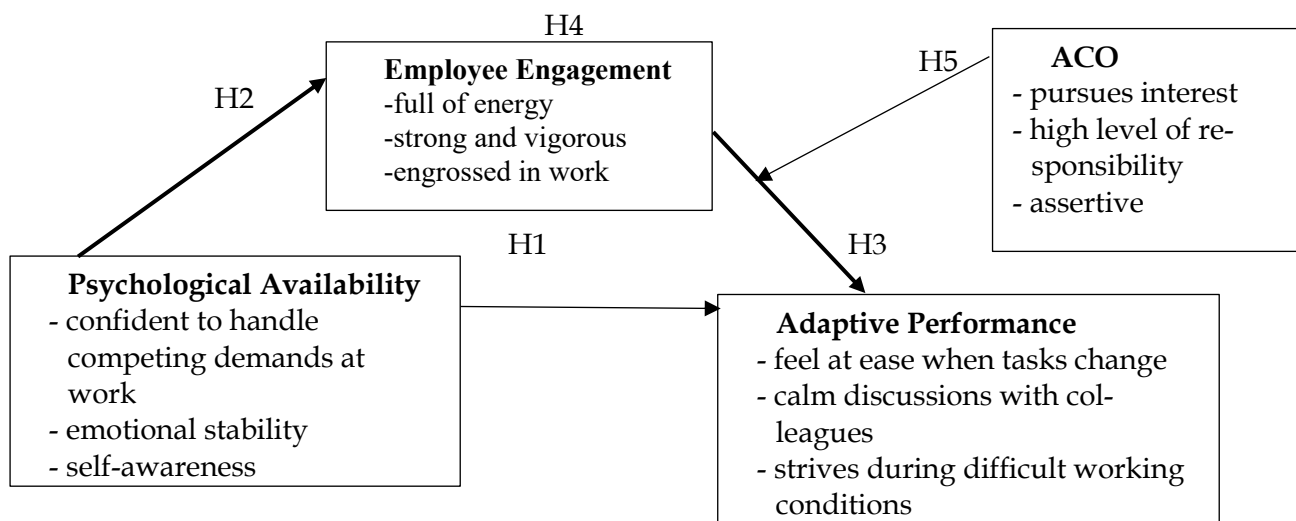 H4
Employee Engagement
-full of energy
-strong and vigorous
-engrossed in work
H2
H5
ACO
- pursues interest
- high level of re-
sponsibility
- assertive
H1
H3
Psychological Availability
- confident to handle
competing demands at
work
- emotional stability
- self-awareness
Adaptive Performance
- feel at ease when tasks change
- calm discussions with col-
leagues
- strives during difficult working
conditions